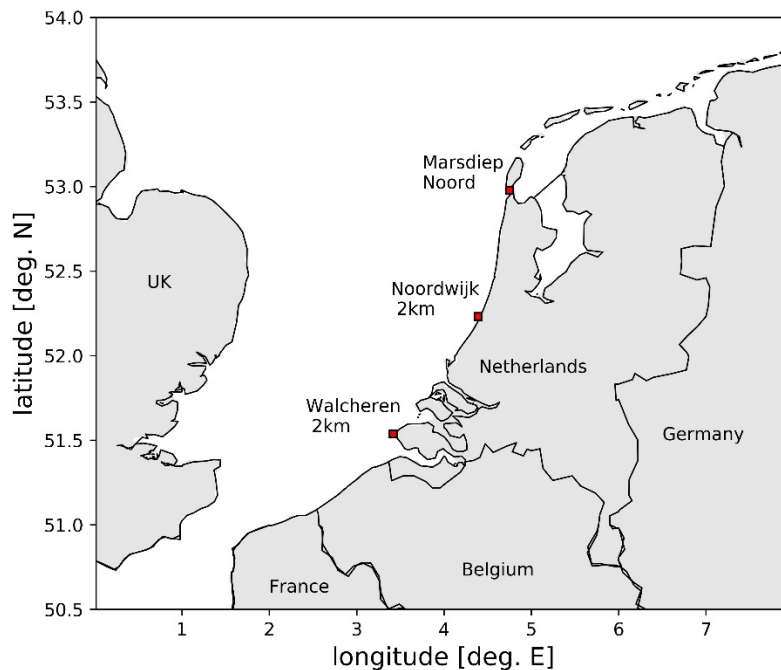 54.0
53.5
53.0
52.5
52.0
51.5
51.0
50.5
latitude [deg. N]
Marsdiep
Noord
UK
Noordwijk
2km
Netherlands
Walcheren
2km
Germany
Belgium
France
1 2 3 4 5 6 7
longitude [deg. E]